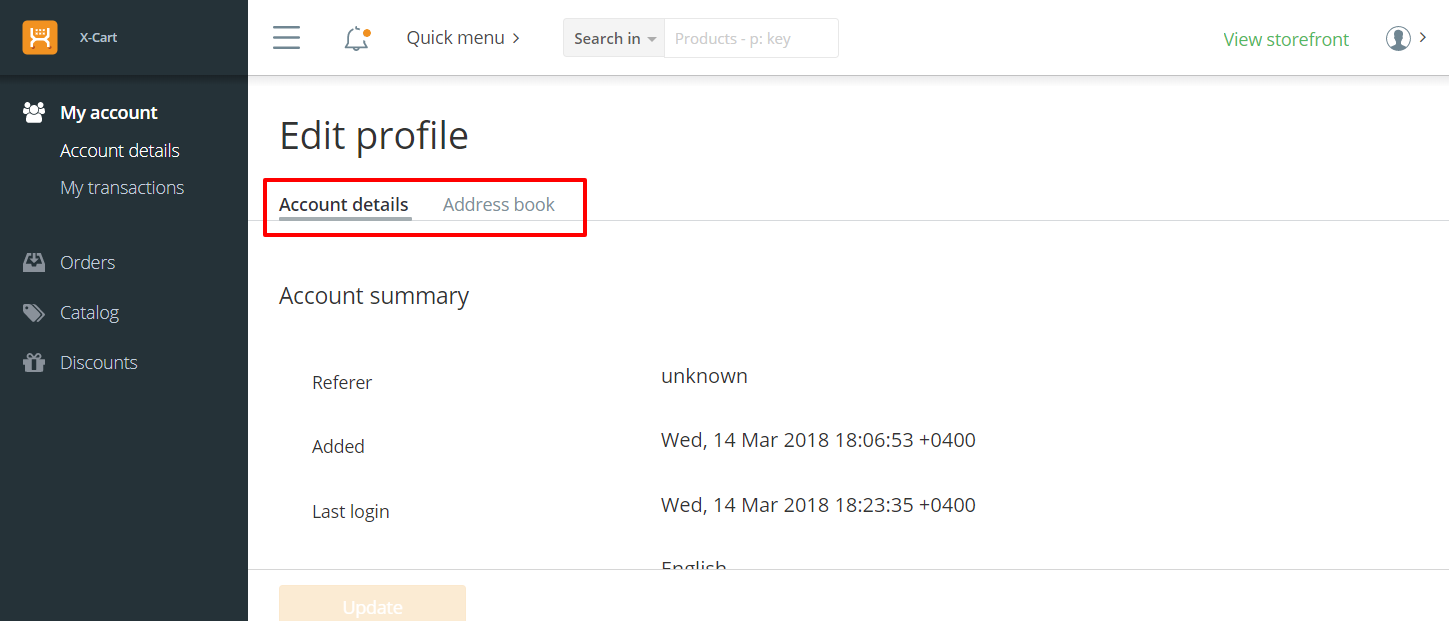 X-Cart
Quick menu
Search in
Products - p: key
View storefront
My account
Account details
My transactions
Orders
Catalog
Discounts
Edit profile
Account details Address book
Account summary
Referer unknown
Added Wed, 14 Mar 2018 18:06:53 +0400
Last login Wed, 14 Mar 2018 18:23:35 +0400
English
Update